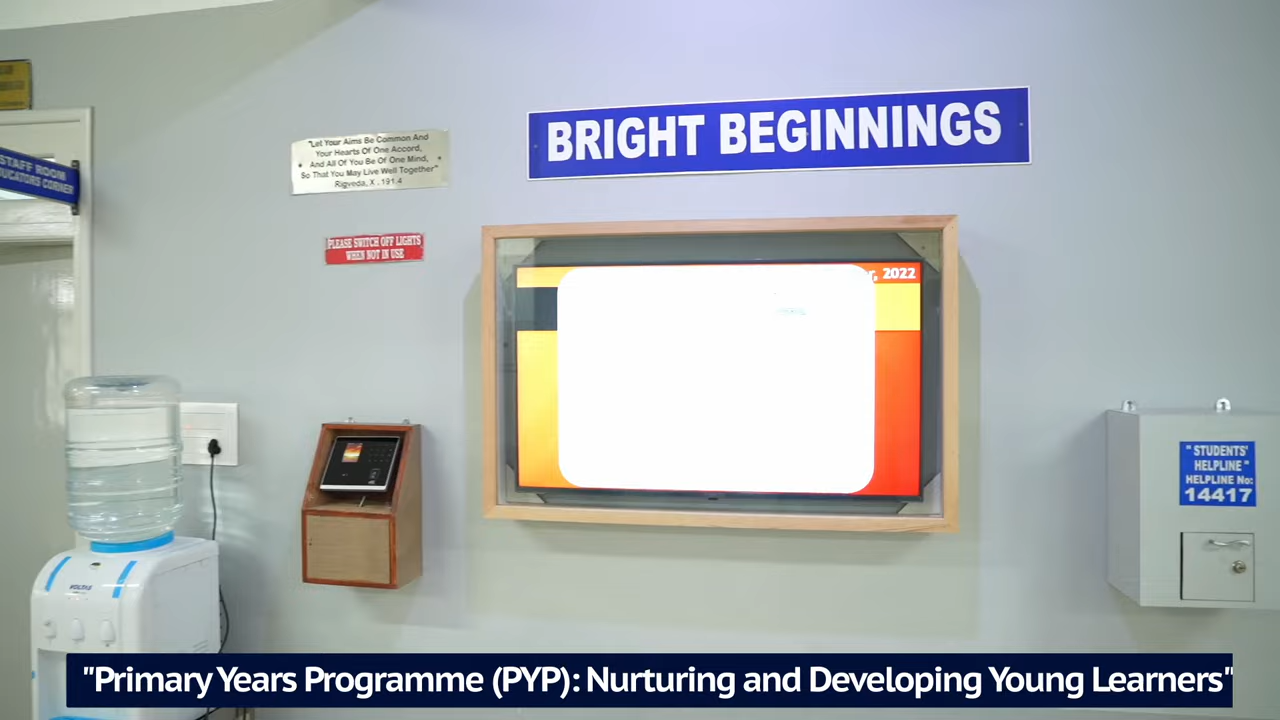 BRIGHT BEGINNINGS
"Let Your Aims Be Common And
Your Hearts Of One Accord,
And All Of You Be Of One Mind,
So That You May Live Well Together"
Rigveda, X . 191.4
STAFF ROOM
CORNER
PLEASE SWITCH OFF LIGHTS
WHEN NOT IN USE
, 2022
" STUDENTS'
HELPLINE "
HELPLINE No:
14417
VOLTAS
"Primary Years Programme (PYP): Nurturing and Developing Young Learners"